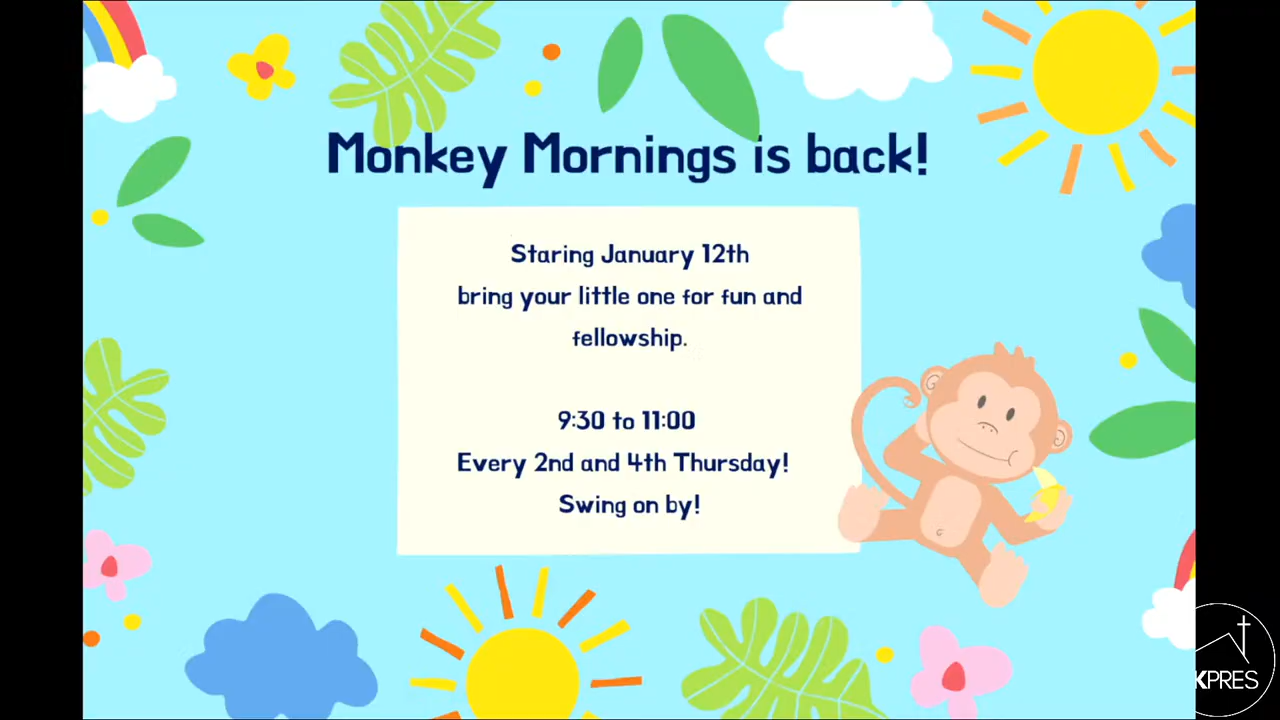 Monkey Mornings is back!
Staring January 12th
bring your little one for fun and
fellowship.
9:30 to 11:00
Every 2nd and 4th Thursday!
Swing on by!
KPRES